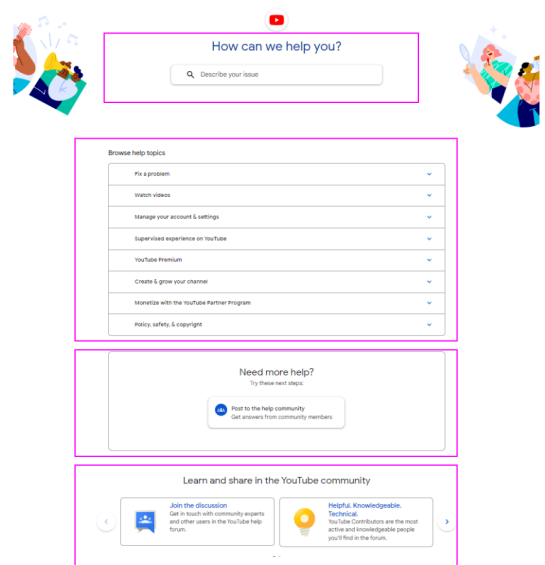 How can we help you?
Describe your issue
Browse help topics
Fix a problem
Watch videos
Manage your account & settings
Supervised experience on YouTube
YouTube Premium
Create & grow your channel
Monetize with the YouTube Partner Program
Policy, safety, & copyright
Need more help?
Try these next steps:
Post to the help community
Get answers from community members
Learn and share in the YouTube community
Join the discussion
Get in touch with community experts
and other users in the YouTube help
forum.
Helpful. Knowledgeable.
Technical.
YouTube Contributors are the most
active and knowledgeable people
you'll find in the forum.